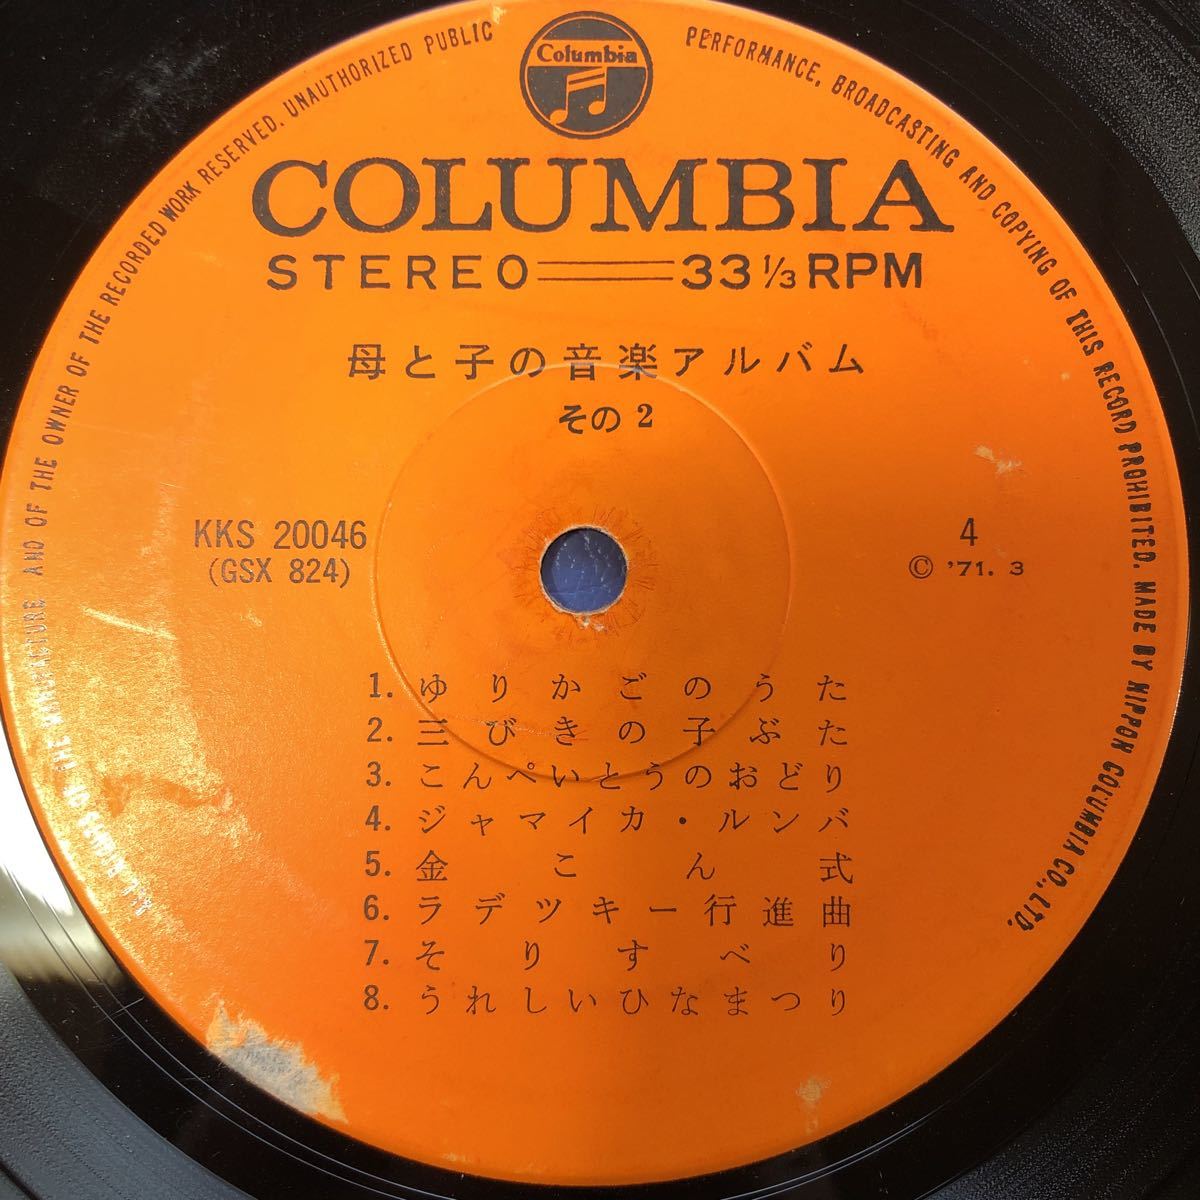 ALL RIGHTS OF THE MANUFACTURE AND OF THE OWNER OF THE RECORDED WORK RESERVED. UNAUTHORIZED PUBLIC PERFORMANCE, BROADCASTING AND COPYING OF THIS RECORD PROHIBITED. MADE BY NIPPON COLUMBIA CO., LTD.
Columbia
COLUMBIA
STEREO 33 1/3 RPM
母と子の音楽アルバム
その2
KKS 20046
(GSX 824)
4
© '71. 3
1. ゆりかごのうた
2. 三びきの子ぶた
3. こんぺいとうのおどり
4. ジャマイカ・ルンバ
5. 金こん式
6. ラデツキー行進曲
7. そりすべり
8. うれしいひなまつり